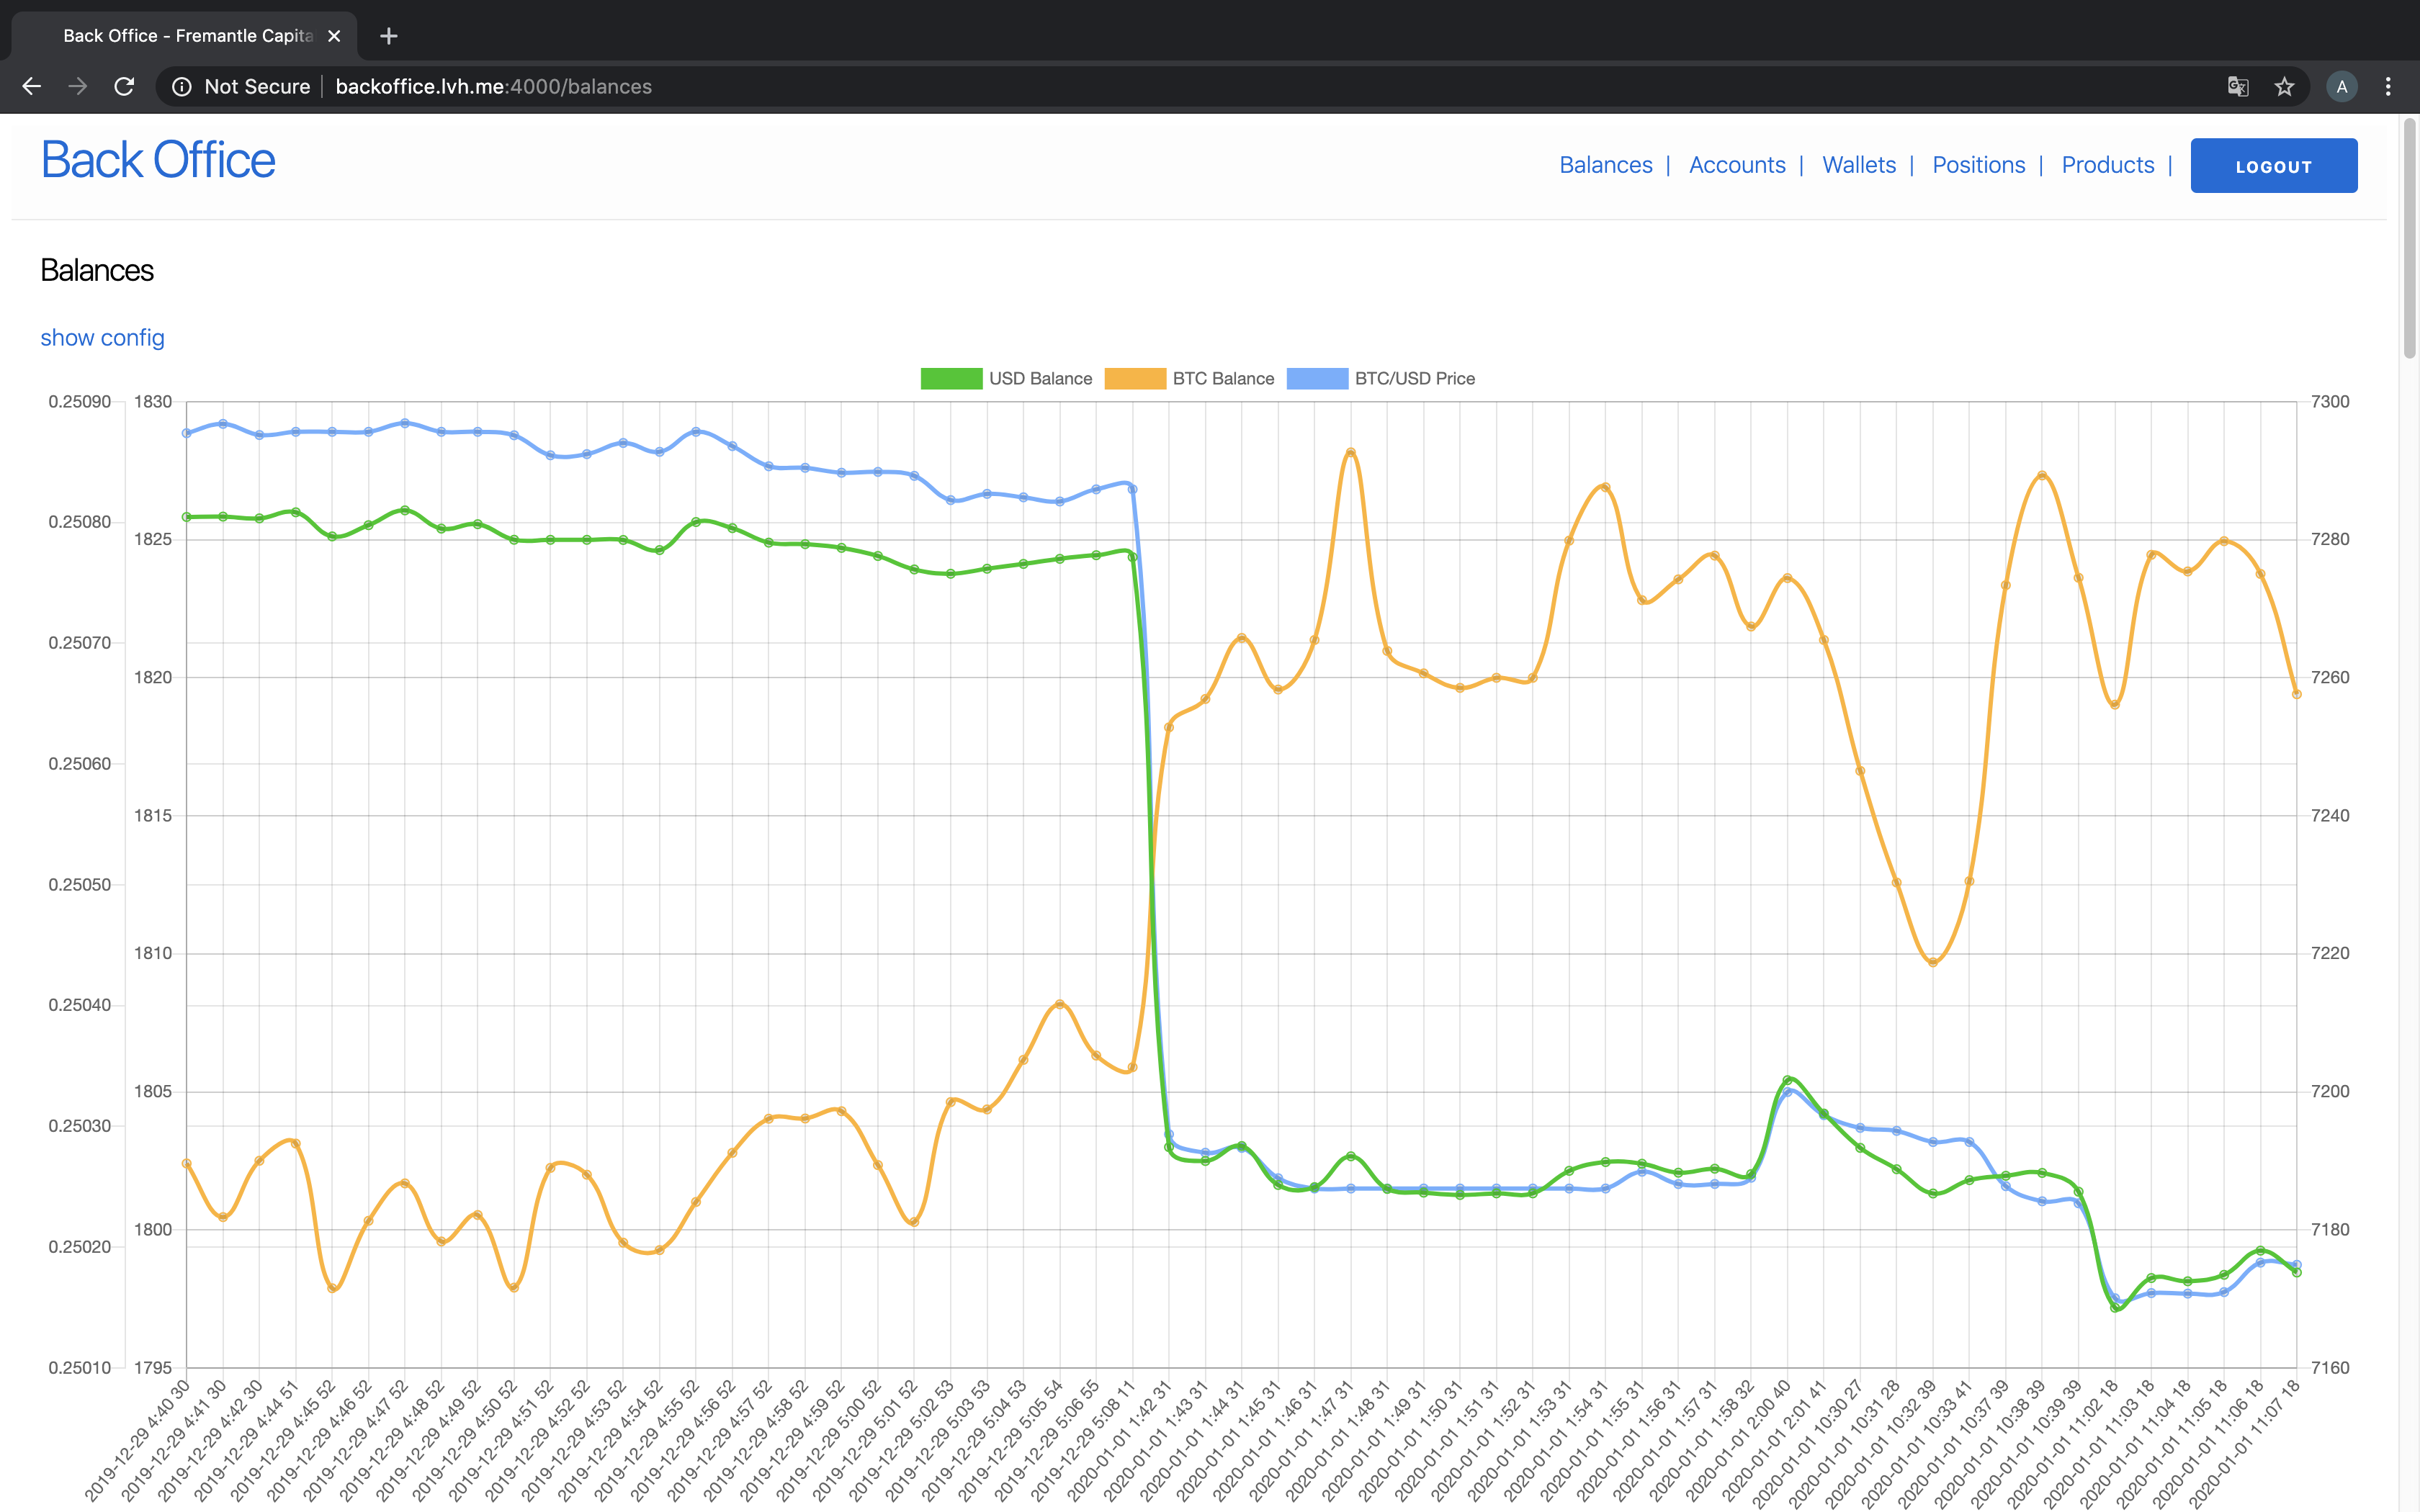 Back Office - Fremantle Capita
Not Secure | backoffice.lvh.me:4000/balances
A
Back Office
Balances | Accounts | Wallets | Positions | Products | LOGOUT
Balances
show config
USD Balance BTC Balance BTC/USD Price
0.25090 1830 7300
0.25080
1825 7280
0.25070
1820 7260
0.25060
1815 7240
0.25050
1810 7220
0.25040
1805 7200
0.25030
1800 7180
0.25020
0.25010 1795 7160
2019-12-29 4:40 30
2019-12-29 4:41 30
2019-12-29 4:42 30
2019-12-29 4:44 51
2019-12-29 4:45 52
2019-12-29 4:46 52
2019-12-29 4:47 52
2019-12-29 4:48 52
2019-12-29 4:49 52
2019-12-29 4:50 52
2019-12-29 4:51 52
2019-12-29 4:52 52
2019-12-29 4:53 52
2019-12-29 4:54 52
2019-12-29 4:55 52
2019-12-29 4:56 52
2019-12-29 4:57 52
2019-12-29 4:58 52
2019-12-29 4:59 52
2019-12-29 5:00 52
2019-12-29 5:01 52
2019-12-29 5:02 53
2019-12-29 5:03 53
2019-12-29 5:04 53
2019-12-29 5:05 54
2019-12-29 5:06 55
2019-12-29 5:08 11
2020-01-01 1:42 31
2020-01-01 1:43 31
2020-01-01 1:44 31
2020-01-01 1:45 31
2020-01-01 1:46 31
2020-01-01 1:47 31
2020-01-01 1:48 31
2020-01-01 1:49 31
2020-01-01 1:50 31
2020-01-01 1:51 31
2020-01-01 1:52 31
2020-01-01 1:53 31
2020-01-01 1:54 31
2020-01-01 1:55 31
2020-01-01 1:56 31
2020-01-01 1:57 31
2020-01-01 1:58 32
2020-01-01 2:00 40
2020-01-01 2:01 41
2020-01-01 10:30 27
2020-01-01 10:31 28
2020-01-01 10:32 39
2020-01-01 10:33 41
2020-01-01 10:37 39
2020-01-01 10:38 39
2020-01-01 10:39 39
2020-01-01 11:02 18
2020-01-01 11:03 18
2020-01-01 11:04 18
2020-01-01 11:05 18
2020-01-01 11:06 18
2020-01-01 11:07 18